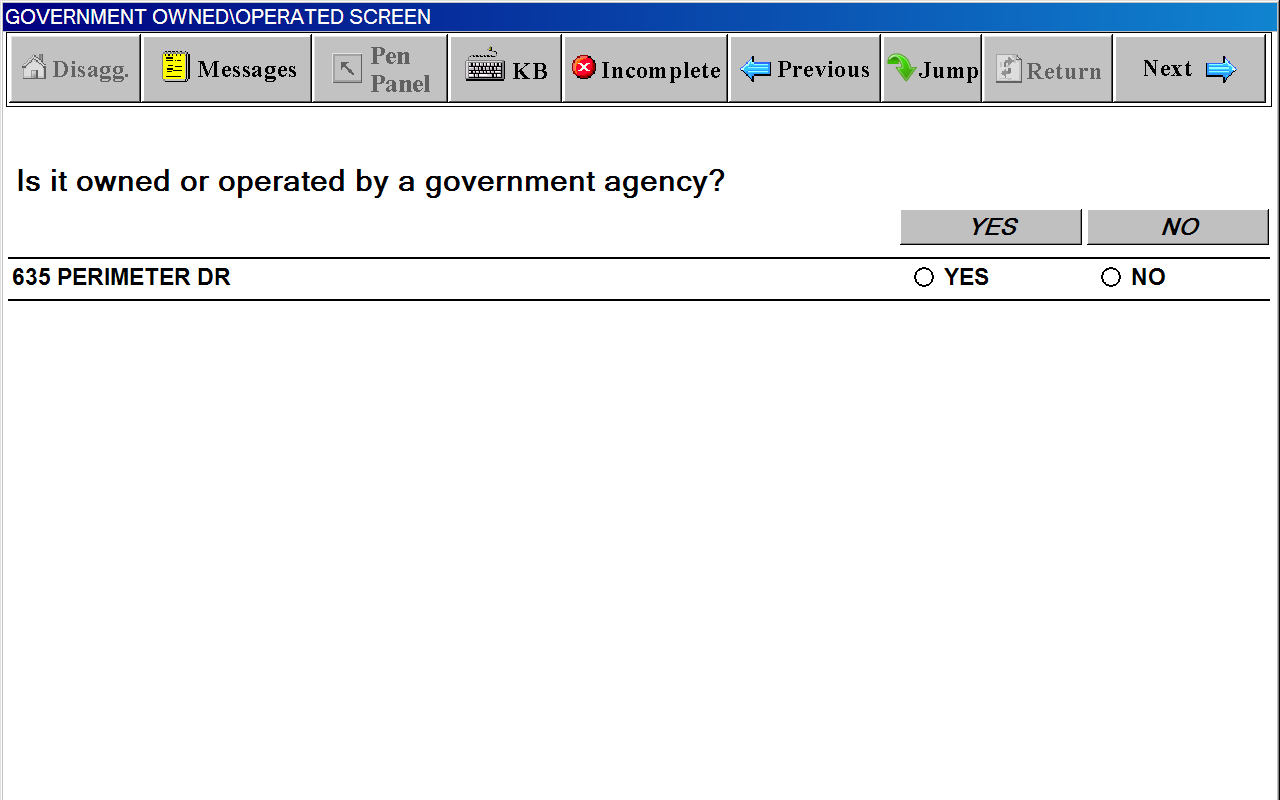 GOVERNMENT OWNED\OPERATED SCREEN
Disagg. Messages Pen Panel KB Incomplete Previous Jump Return Next
Is it owned or operated by a government agency?
YES NO
635 PERIMETER DR YES NO